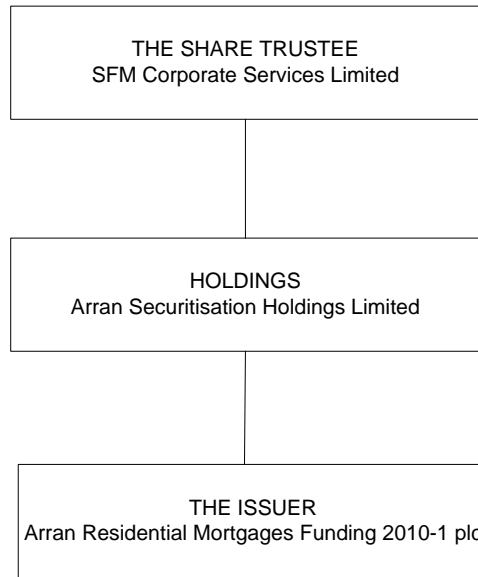 THE SHARE TRUSTEE
SFM Corporate Services Limited
HOLDINGS
Arran Securitisation Holdings Limited
THE ISSUER
Arran Residential Mortgages Funding 2010-1 plc